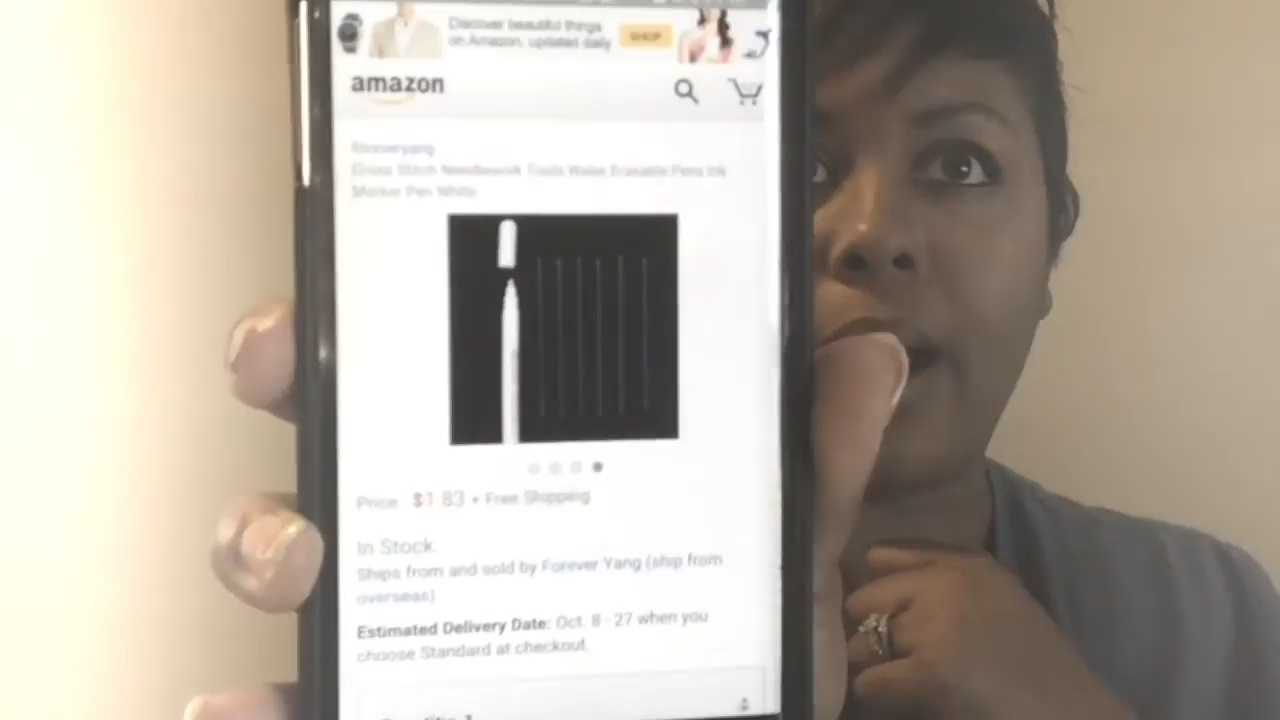 Discover beautiful things
on Amazon, updated daily
SHOP
amazon
Cross Stitch Needlework Tools Water Erasable Pens Ink
Marker Pen White
Price: $1.83 + Free Shipping
In Stock.
Ships from and sold by Forever Yang (ship from
overseas)
Estimated Delivery Date: Oct. 8 - 27 when you
choose Standard at checkout.